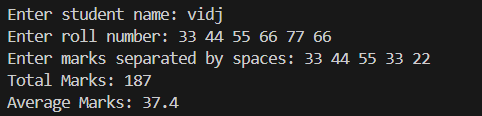 Enter student name: vidj
Enter roll number: 33 44 55 66 77 66
Enter marks separated by spaces: 33 44 55 33 22
Total Marks: 187
Average Marks: 37.4